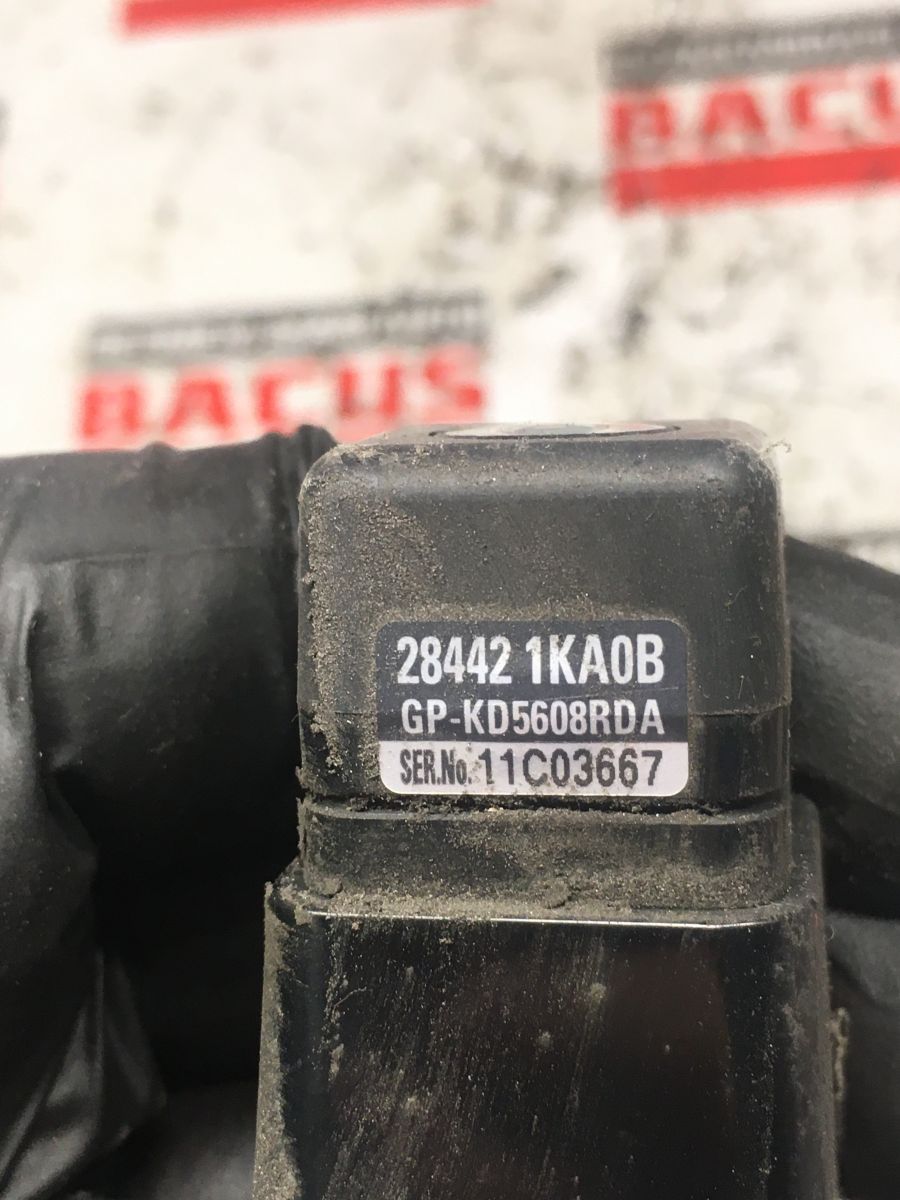 BACUS
BACUS
28442 1KA0B
GP-KD5608RDA
SER.No. 11C03667